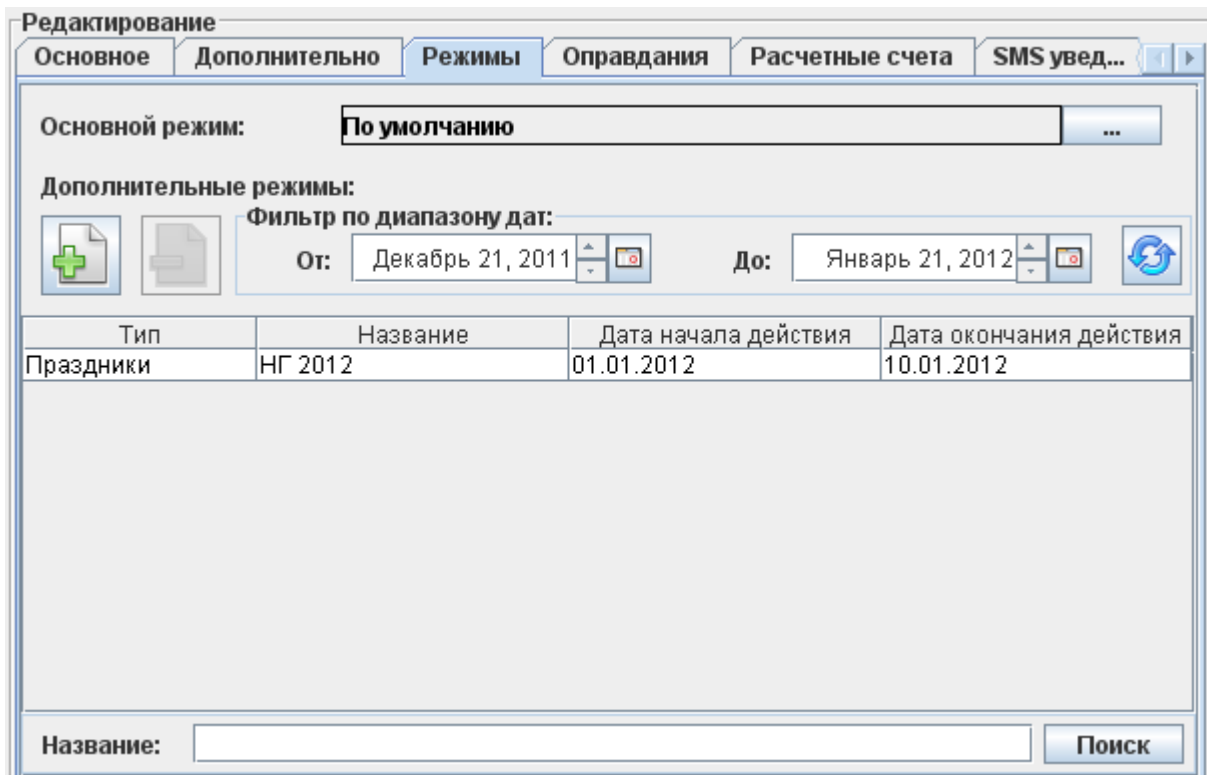 Редактирование
Основное Дополнительно Режимы Оправдания Расчетные счета SMS увед...
Основной режим: По умолчанию ...
Дополнительные режимы:
Фильтр по диапазону дат:
От: Декабрь 21, 2011 До: Январь 21, 2012
Тип Название Дата начала действия Дата окончания действия
Праздники НГ 2012 01.01.2012 10.01.2012
Название: Поиск